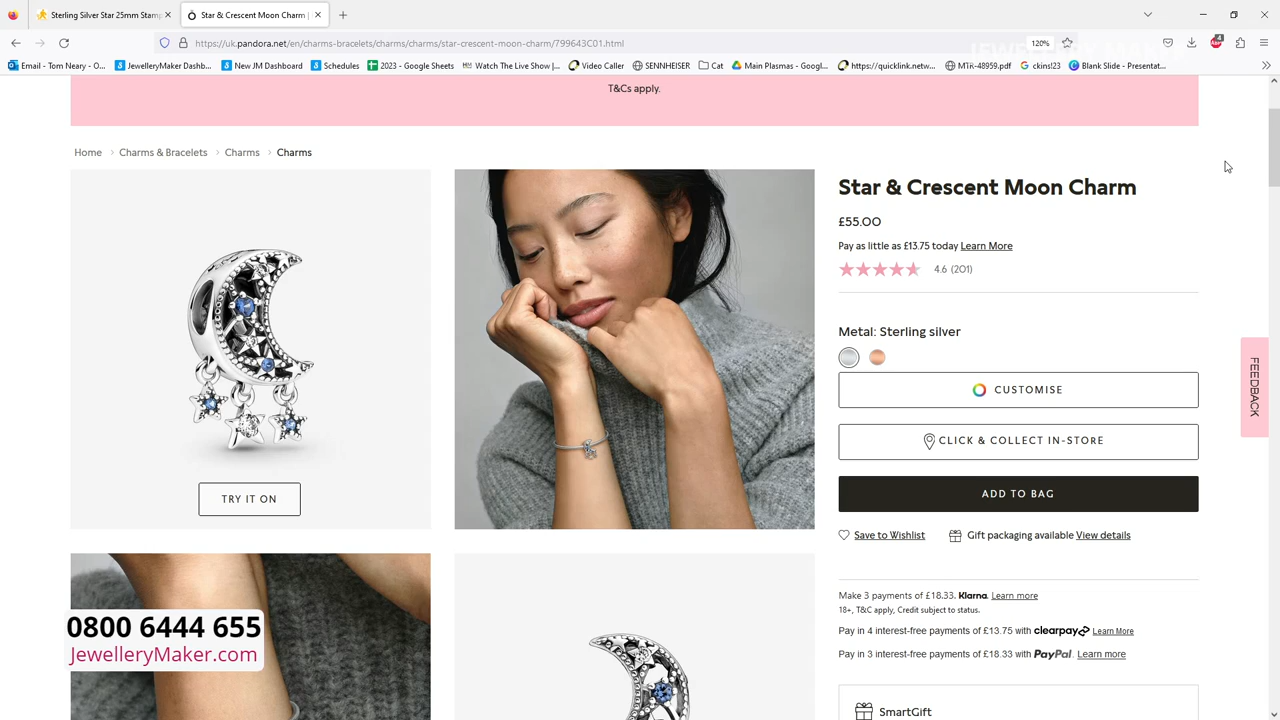 Sterling Silver Star 25mm Stam
Star & Crescent Moon Charm |
https://uk.pandora.net/en/charms-bracelets/charms/charms/star-crescent-moon-charm/799643C01.html
120%
4
Email - Tom Neary - O...
JewelleryMaker Dashb...
New JM Dashboard
Schedules
2023 - Google Sheets
Watch The Live Show |...
Video Caller
SENNHEISER
Cat
Main Plasmas - Googl...
https://quicklink.netw...
MTR-48959.pdf
ckins!23
Blank Slide - Presentat...
T&Cs apply.
Home > Charms & Bracelets > Charms > Charms
Star & Crescent Moon Charm
£55.00
Pay as little as £13.75 today Learn More
4.6 (201)
Metal: Sterling silver
CUSTOMISE
CLICK & COLLECT IN-STORE
ADD TO BAG
TRY IT ON
FEEDBACK
Save to Wishlist
Gift packaging available View details
Make 3 payments of £18.33. Klarna. Learn more
18+, T&C apply, Credit subject to status.
Pay in 4 interest-free payments of £13.75 with clearpay Learn More
Pay in 3 interest-free payments of £18.33 with PayPal. Learn more
SmartGift
0800 6444 655
JewelleryMaker.com